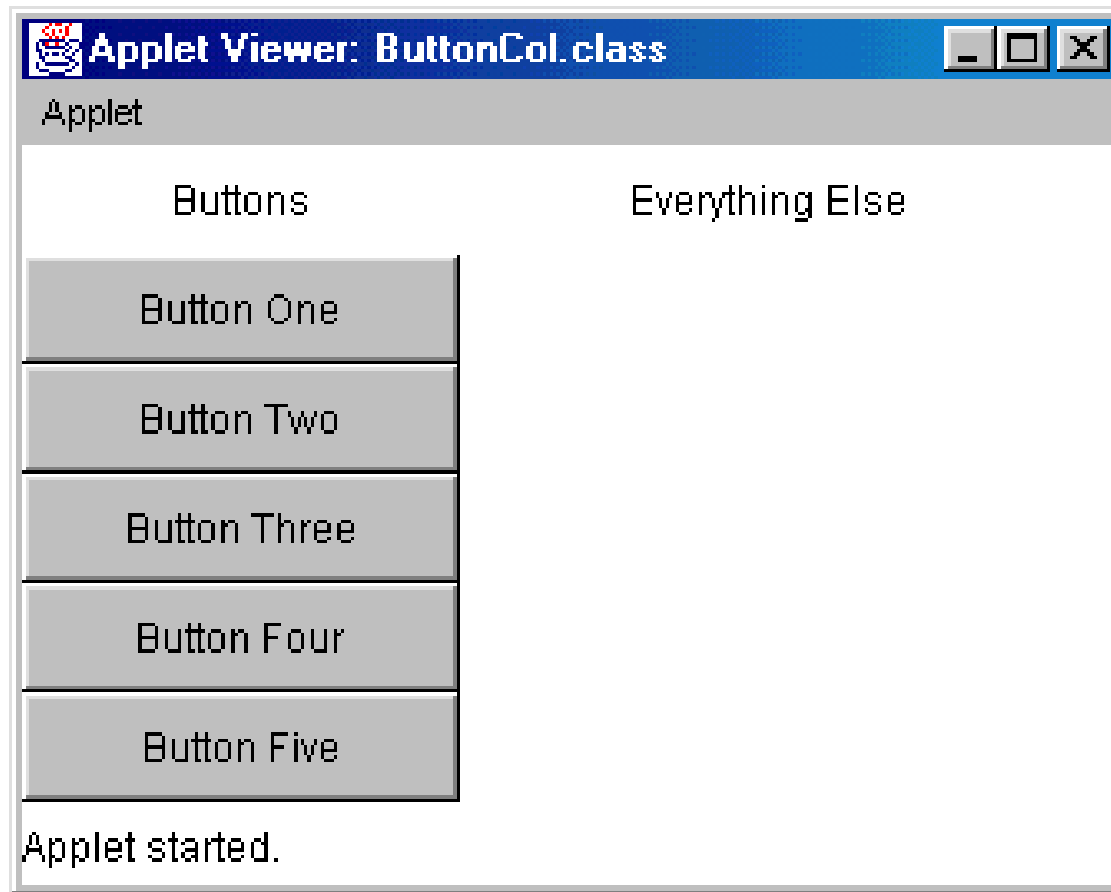 Applet Viewer: ButtonCol.class
Applet
Buttons Everything Else
Button One
Button Two
Button Three
Button Four
Button Five
Applet started.